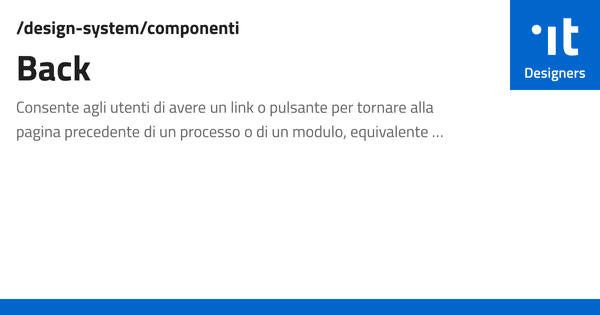 /design-system/componenti
Back
Consente agli utenti di avere un link o pulsante per tornare alla
pagina precedente di un processo o di un modulo, equivalente …
it
Designers